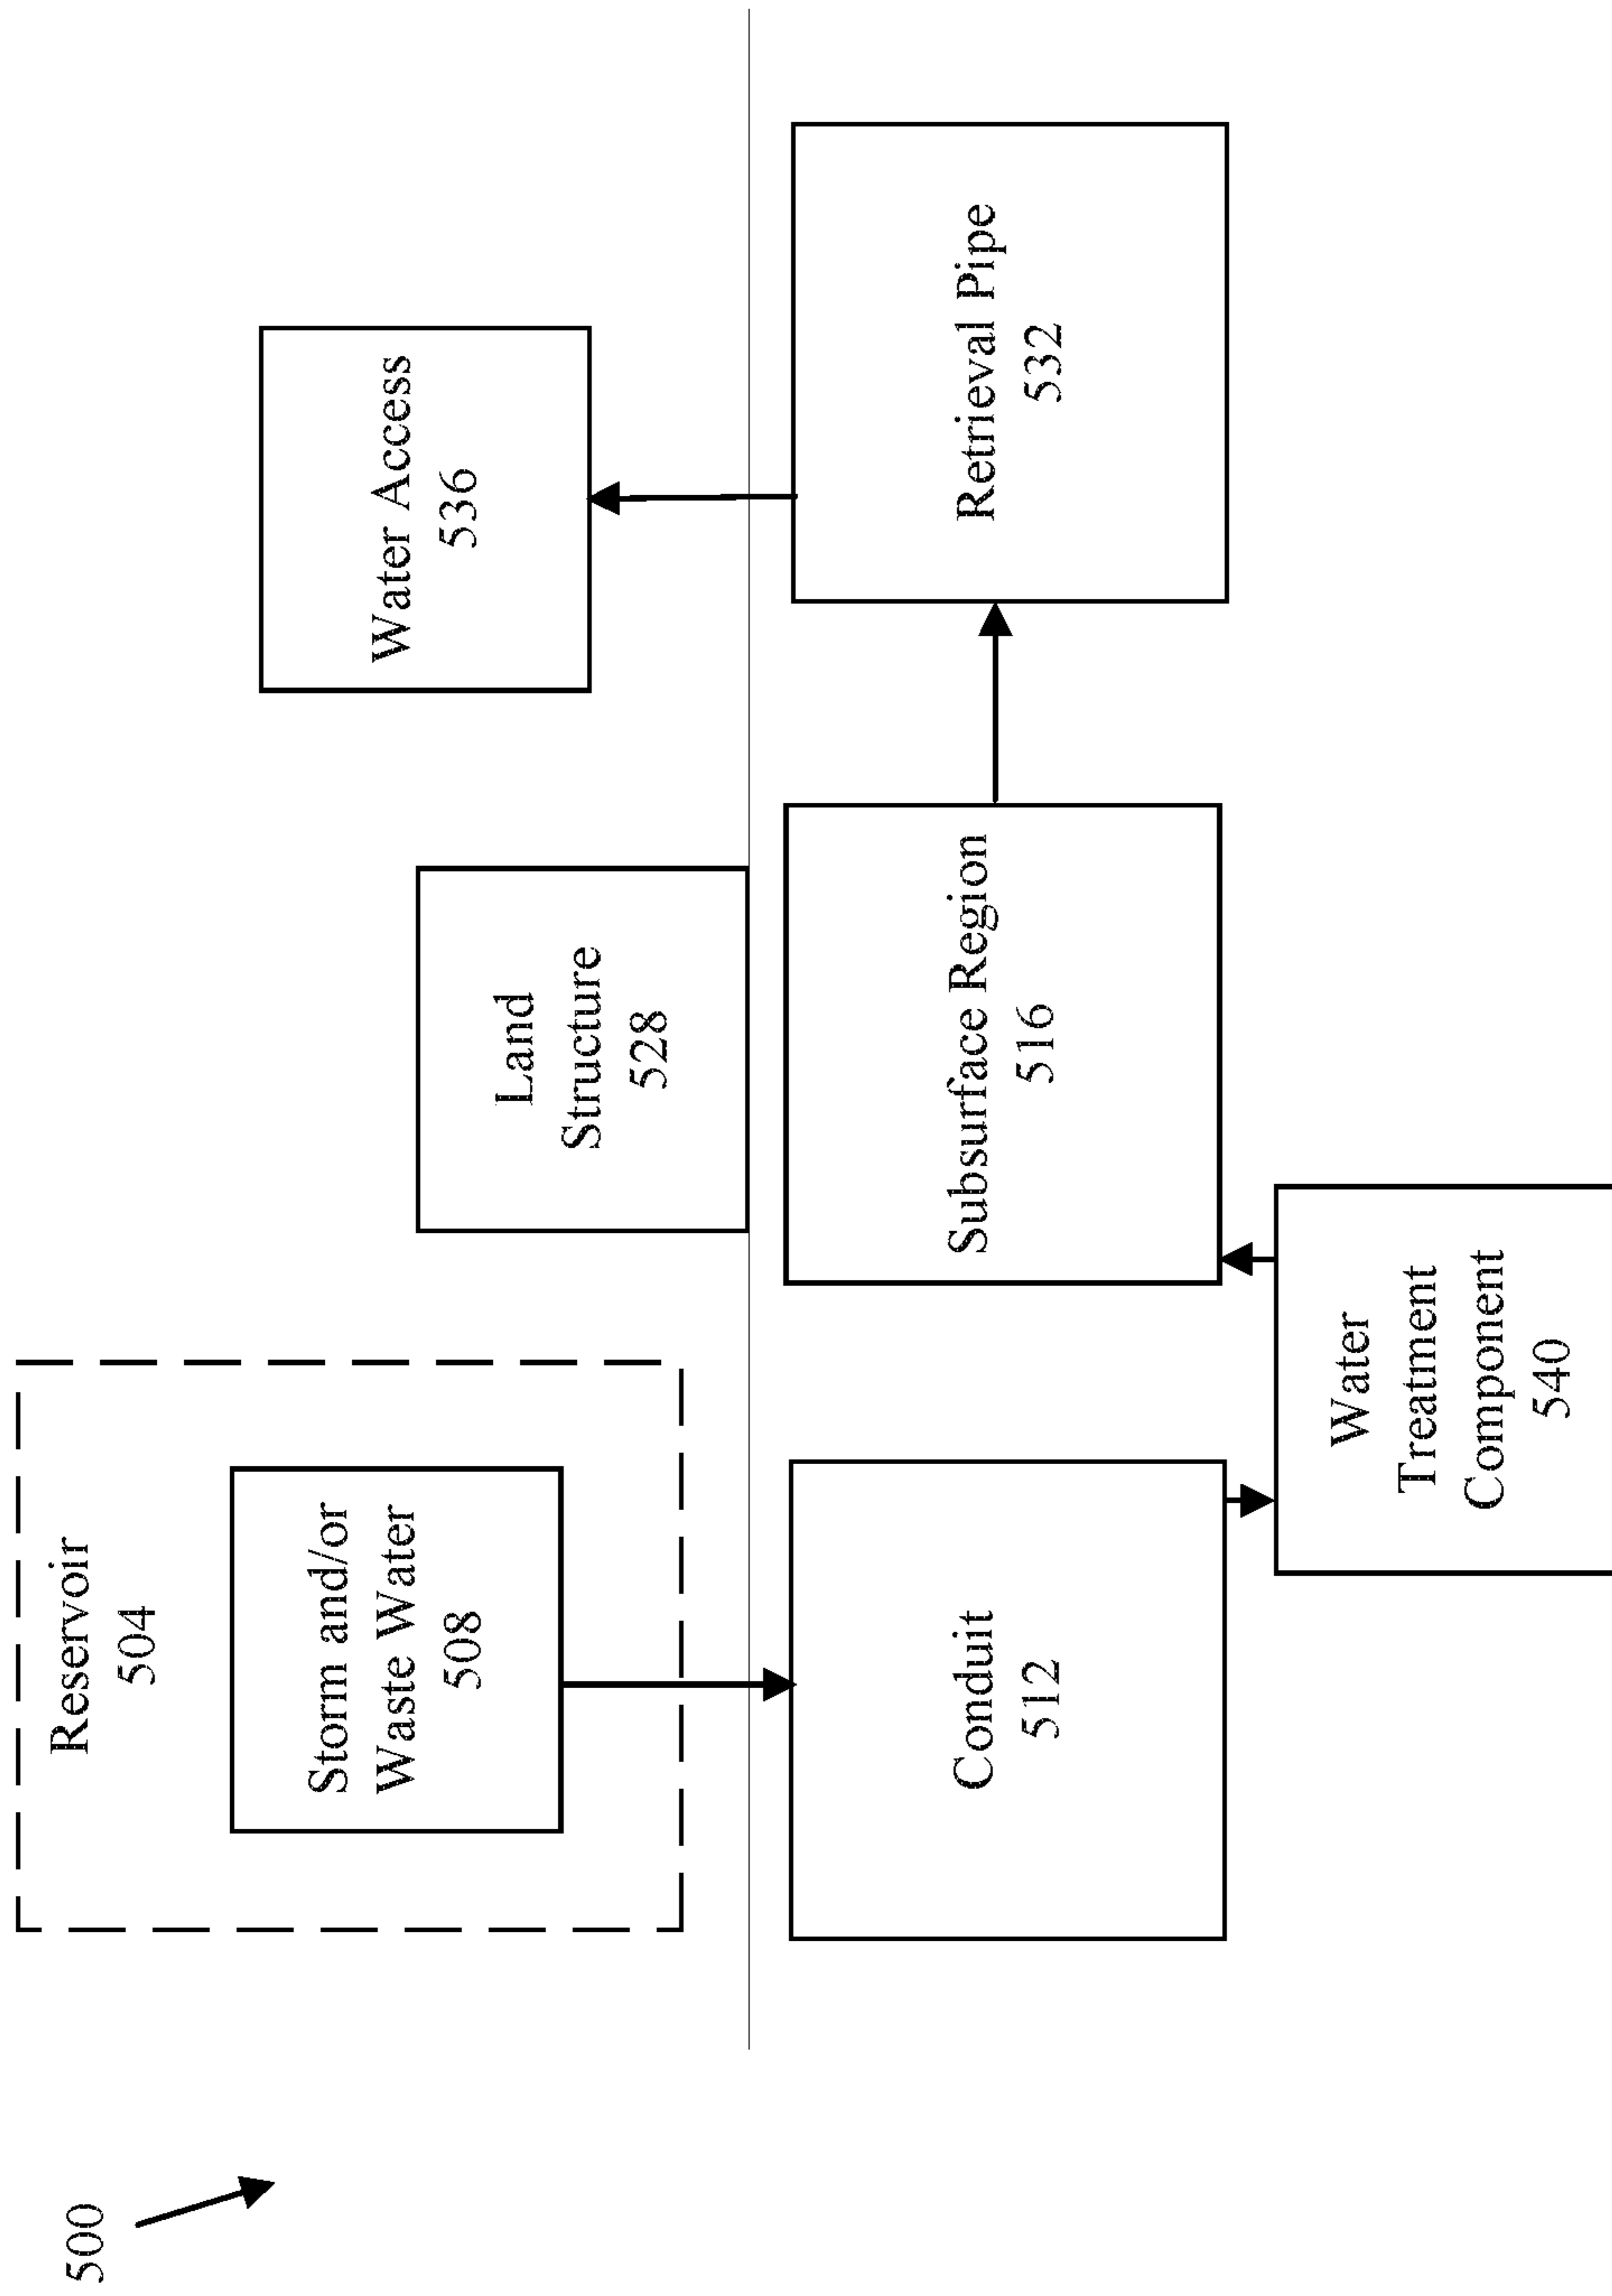 500
Reservoir
504
Storm and/or
Waste Water
508
Land
Structure
528
Water Access
536
Conduit
512
Subsurface Region
516
Retrieval Pipe
532
Water
Treatment
Component
540